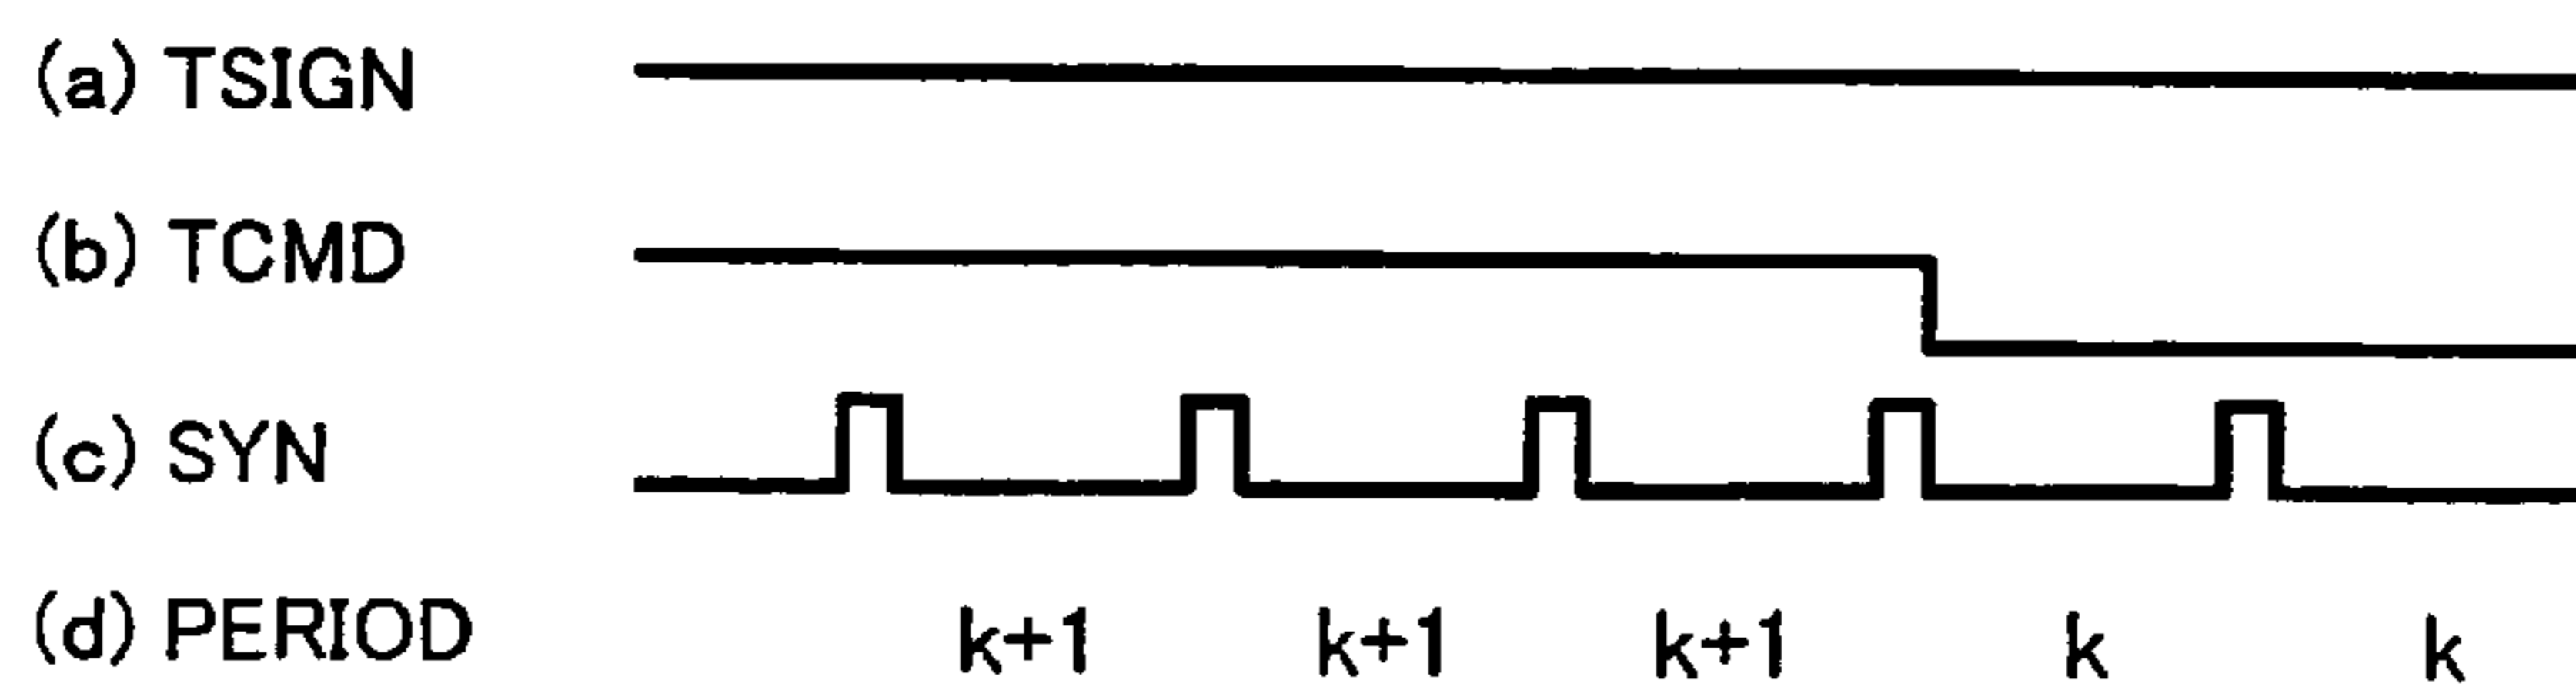 (a) TSIGN
(b) TCMD
(c) SYN
(d) PERIOD k+1 k+1 k+1 k k